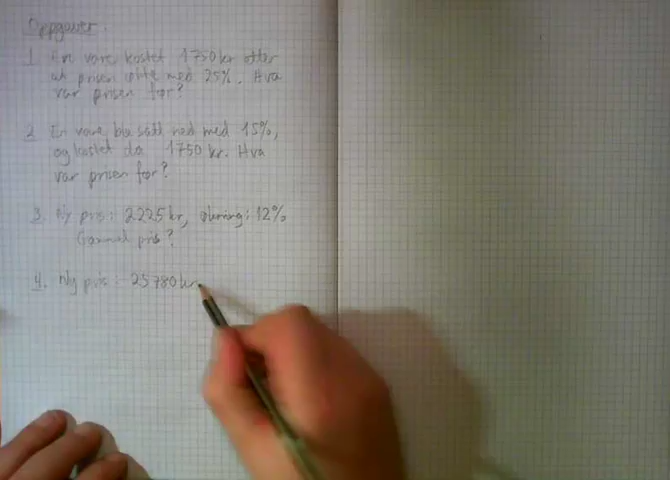 Oppgaver.
1. En vare kostet 1750 kr etter
at prisen økte med 25%. Hva
var prisen før?
2. En vare ble satt ned med 15%,
og kostet da 1750 kr. Hva
var prisen før?
3. Ny pris: 2225 kr, økning: 12%
Gammel pris?
4. Ny pris: 25780 kr